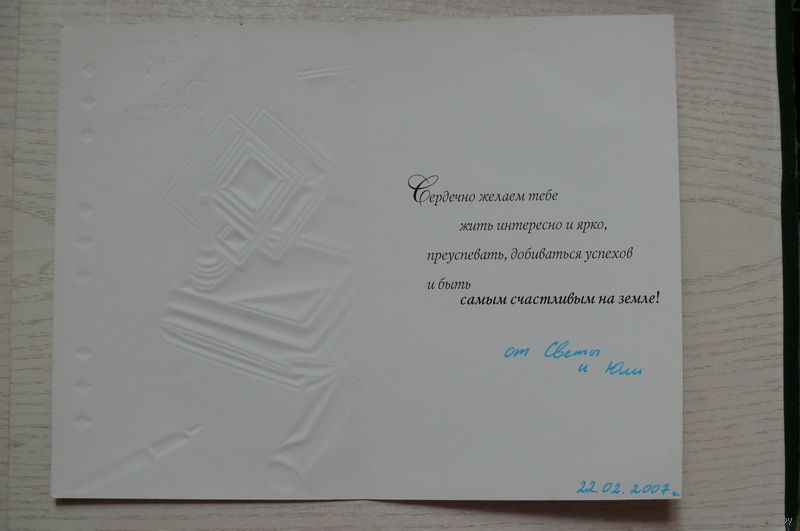 Сердечно желаем тебе
жить интересно и ярко,
преуспевать, добиваться успехов
и быть
самым счастливым на земле!
от Светы
и Юли
22.02.2007г.